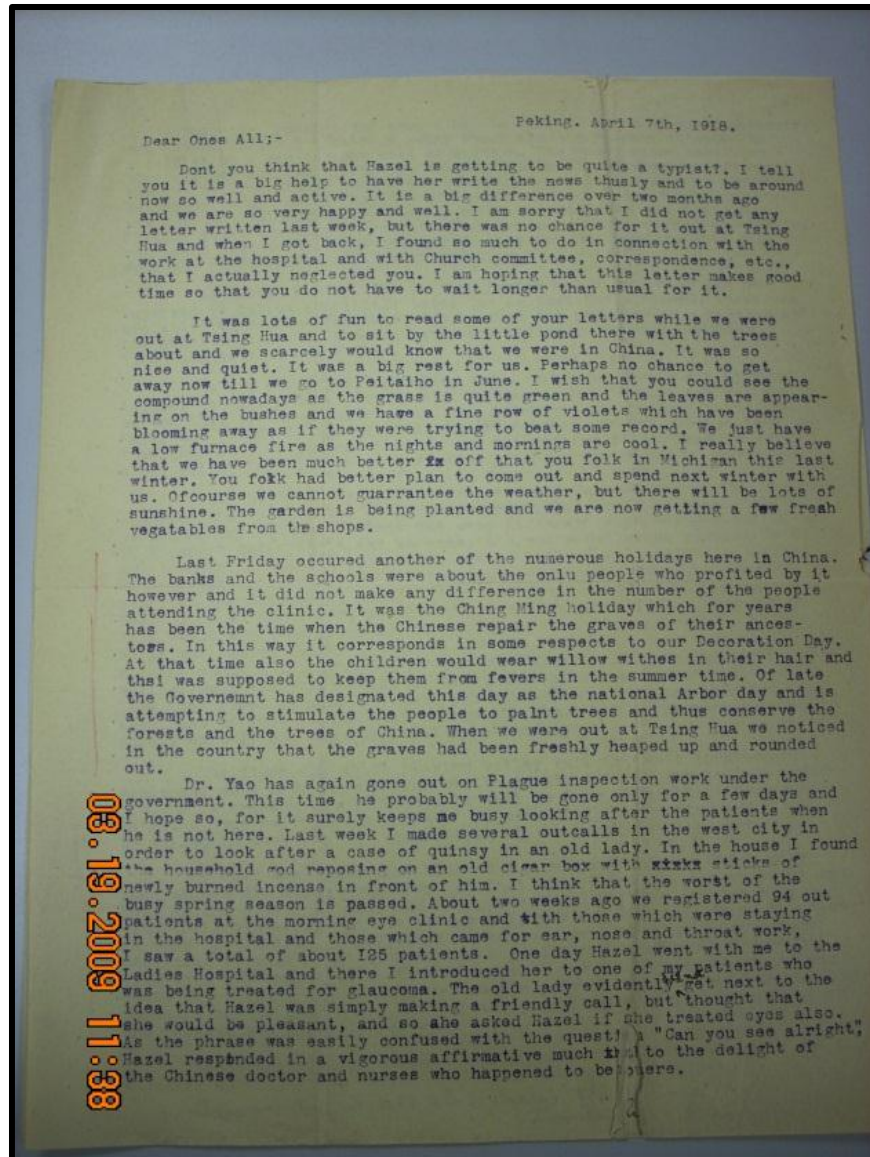 Peking. April 7th, I9I8.
Dear Ones All;-
Dont you think that Hazel is getting to be quite a typist?. I tell
you it is a big help to have her write the news thusly and to be around
now so well and active. It is a big difference over two months ago
and we are so very happy and well. I am sorry that I did not get any
letter written last week, but there was no chance for it out at Tsing
Hua and when I got back, I found so much to do in connection with the
work at the hospital and with Church committee, correspondence, etc.,
that I actually neglected you. I am hoping that this letter makes good
time so that you do not have to wait longer than usual for it.
It was lots of fun to read some of your letters while we were
out at Tsing Hua and to sit by the little pond there with the trees
about and we scarcely would know that we were in China. It was so
nice and quiet. It was a big rest for us. Perhaps no chance to get
away now till we go to Peitaiho in June. I wish that you could see the
compound nowadays as the grass is quite green and the leaves are appear-
ing on the bushes and we have a fine row of violets which have been
blooming away as if they were trying to beat some record. We just have
a low furnace fire as the nights and mornings are cool. I really believe
that we have been much better off that you folk in Michigan this last
winter. You folk had better plan to come out and spend next winter with
us. Ofcourse we cannot guarrantee the weather, but there will be lots of
sunshine. The garden is being planted and we are now getting a few fresh
vegatables from the shops.
Last Friday occured another of the numerous holidays here in China.
The banks and the schools were about the onlu people who profited by it
however and it did not make any difference in the number of the people
attending the clinic. It was the Ching Ming holiday which for years
has been the time when the Chinese repair the graves of their ances-
tors. In this way it corresponds in some respects to our Decoration Day.
At that time also the children would wear willow withes in their hair and
thsi was supposed to keep them from fevers in the summer time. Of late
the Governemnt has designated this day as the national Arbor day and is
attempting to stimulate the people to palnt trees and thus conserve the
forests and the trees of China. When we were out at Tsing Hua we noticed
in the country that the graves had been freshly heaped up and rounded
out.
Dr. Yao has again gone out on Plague inspection work under the
government. This time he probably will be gone only for a few days and
I hope so, for it surely keeps me busy looking after the patients when
he is not here. Last week I made several outcalls in the west city in
order to look after a case of quinsy in an old lady. In the house I found
the household god reposing on an old cigar box with sticks of
newly burned incense in front of him. I think that the worst of the
busy spring season is passed. About two weeks ago we registered 94 out
patients at the morning eye clinic and with those which were staying
in the hospital and those which came for ear, nose and throat work,
I saw a total of about I25 patients. One day Hazel went with me to the
Ladies Hospital and there I introduced her to one of my patients who
was being treated for glaucoma. The old lady evidently get next to the
idea that Hazel was simply making a friendly call, but thought that
she would be pleasant, and so she asked Hazel if she treated eyes also.
As the phrase was easily confused with the "Can you see alright",
Hazel responded in a vigorous affirmative much to the delight of
the Chinese doctor and nurses who happened to be there.
03.19.2009 11:38